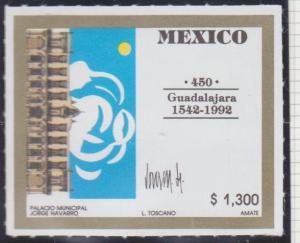 MEXICO
· 450 ·
Guadalajara
1542-1992
$ 1,300
PALACIO MUNICIPAL
JORGE NAVARRO
L. TOSCANO
AMATE